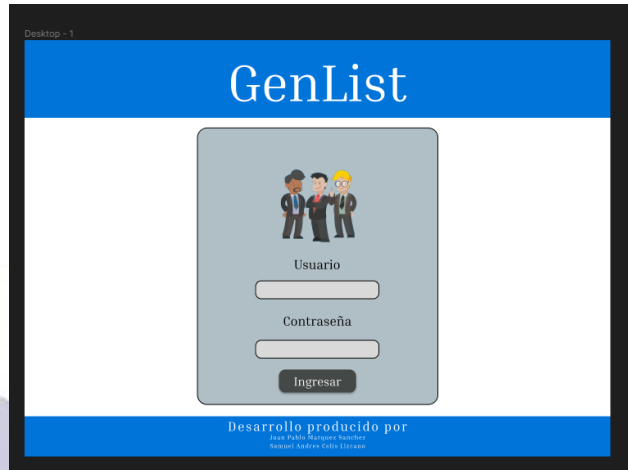 Desktop - 1
GenList
Usuario
Contraseña
Ingresar
Desarrollo producido por
Juan Pablo Marquez Sanchez
Samuel Andres Celis Lizcano